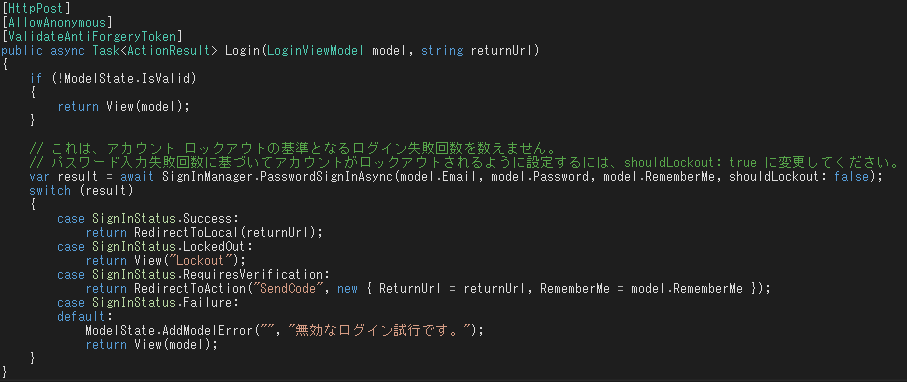 [HttpPost]
[AllowAnonymous]
[ValidateAntiForgeryToken]
public async Task<ActionResult> Login(LoginViewModel model, string returnUrl)
{
    if (!ModelState.IsValid)
    {
        return View(model);
    }

    // これは、アカウント ロックアウトの基準となるログイン失敗回数を数えません。
    // パスワード入力失敗回数に基づいてアカウントがロックアウトされるように設定するには、shouldLockout: true に変更してください。
    var result = await SignInManager.PasswordSignInAsync(model.Email, model.Password, model.RememberMe, shouldLockout: false);
    switch (result)
    {
        case SignInStatus.Success:
            return RedirectToLocal(returnUrl);
        case SignInStatus.LockedOut:
            return View("Lockout");
        case SignInStatus.RequiresVerification:
            return RedirectToAction("SendCode", new { ReturnUrl = returnUrl, RememberMe = model.RememberMe });
        case SignInStatus.Failure:
        default:
            ModelState.AddModelError("", "無効なログイン試行です。");
            return View(model);
    }
}